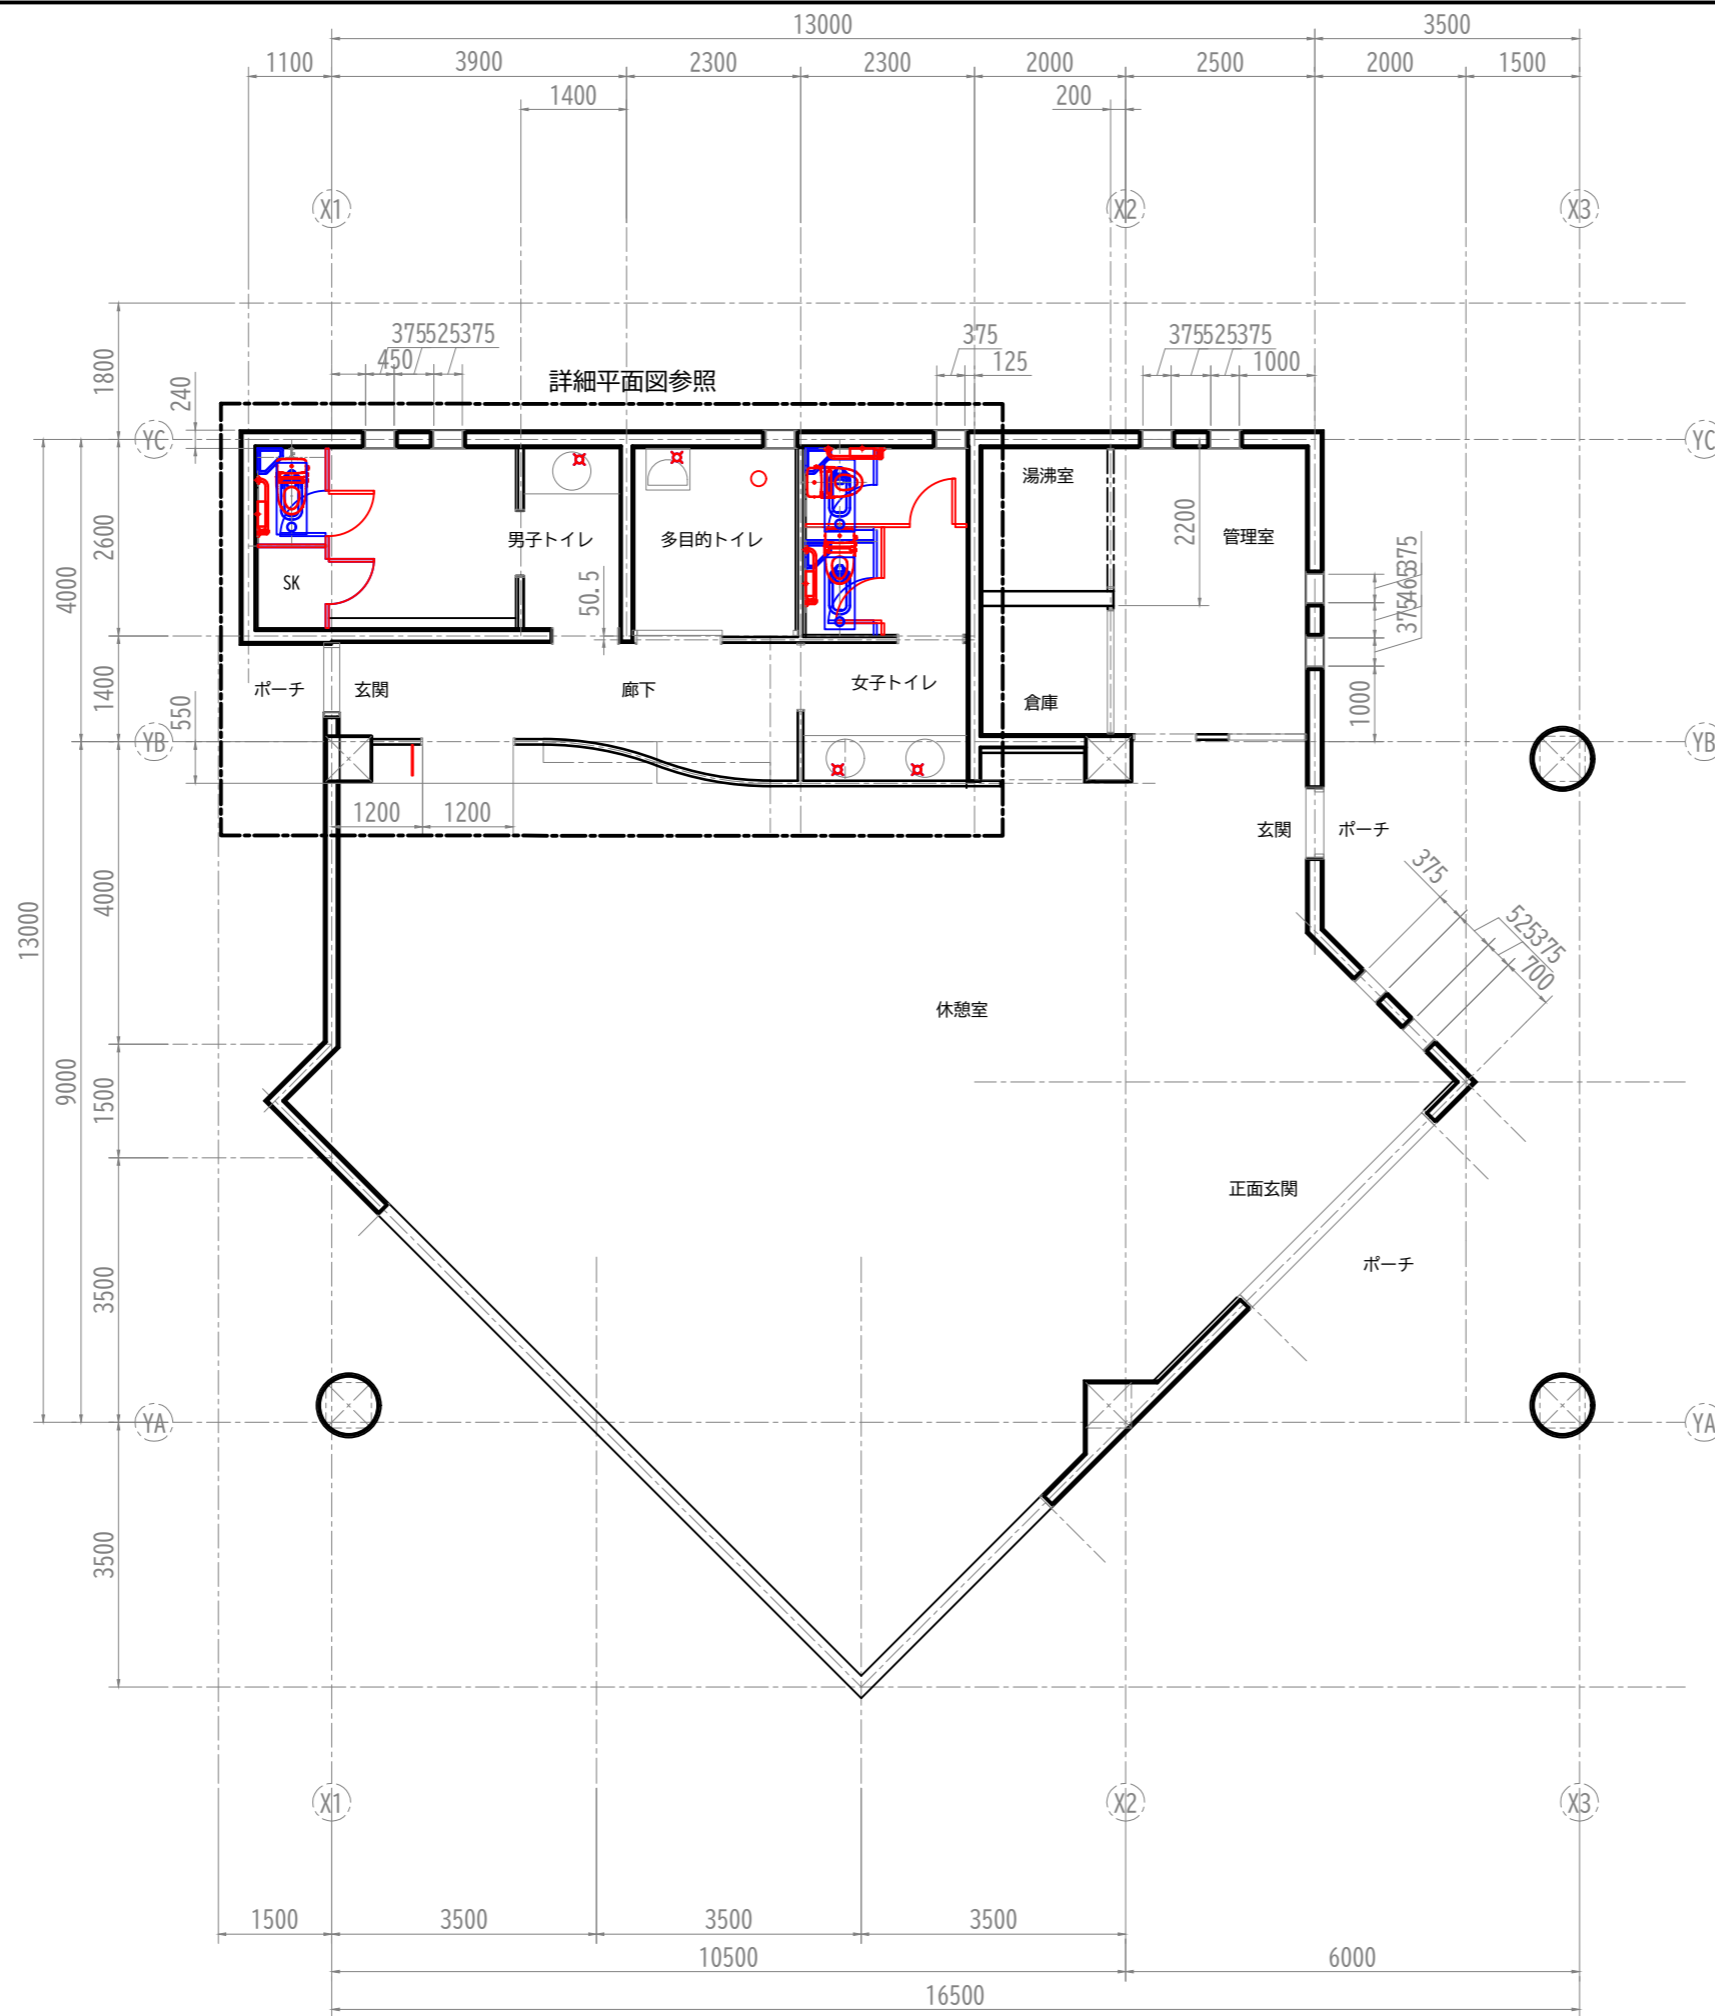 13000 3500
1100 3900 2300 2300 2000 2500 2000 1500
1400 200
X1 X2 X3
375525375 375 375525375
450 125 1000
詳細平面図参照
1800
240
YC YC
湯沸室
2200
管理室
男子トイレ 多目的トイレ
2600
4000
SK
50.5
375465375
1400
550
ポーチ 玄関 廊下 女子トイレ
倉庫
1000
YB YB
1200 1200
玄関 ポーチ
4000
13000
375
525375
700
休憩室
9000
1500
正面玄関
ポーチ
3500
YA YA
3500
X1 X2 X3
1500 3500 3500 3500
10500 6000
16500